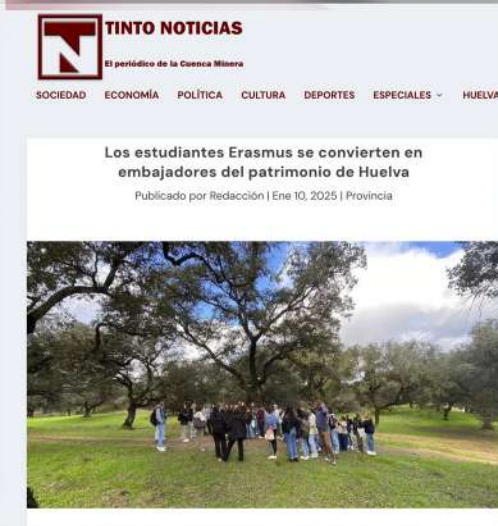 TINTO NOTICIAS
El periódico de la Cuenca Minera
SOCIEDAD ECONOMÍA POLÍTICA CULTURA DEPORTES ESPECIALES HUELVA
Los estudiantes Erasmus se convierten en
embajadores del patrimonio de Huelva
Publicado por Redacción | Ene 10, 2025 | Provincia